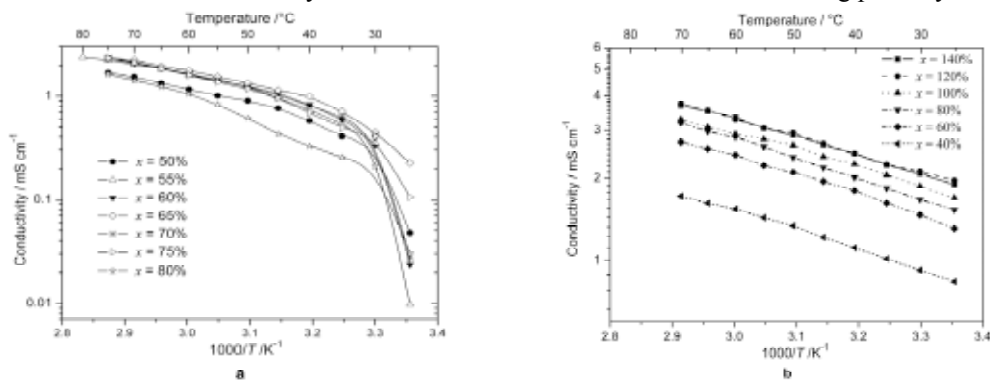 Temperature / °C
80 70 60 50 40 30
Conductivity / mS cm⁻¹
1
0.1
0.01
x = 50%
x = 55%
x = 60%
x = 65%
x = 70%
x = 75%
x = 80%
2.8 2.9 3.0 3.1 3.2 3.3 3.4
1000/T /K⁻¹
a
Temperature /°C
80 70 60 50 40 30
Conductivity / mS cm⁻¹
6
5
4
3
2
1
x = 140%
x = 120%
x = 100%
x = 80%
x = 60%
x = 40%
2.8 2.9 3.0 3.1 3.2 3.3 3.4
1000/T /K⁻¹
b